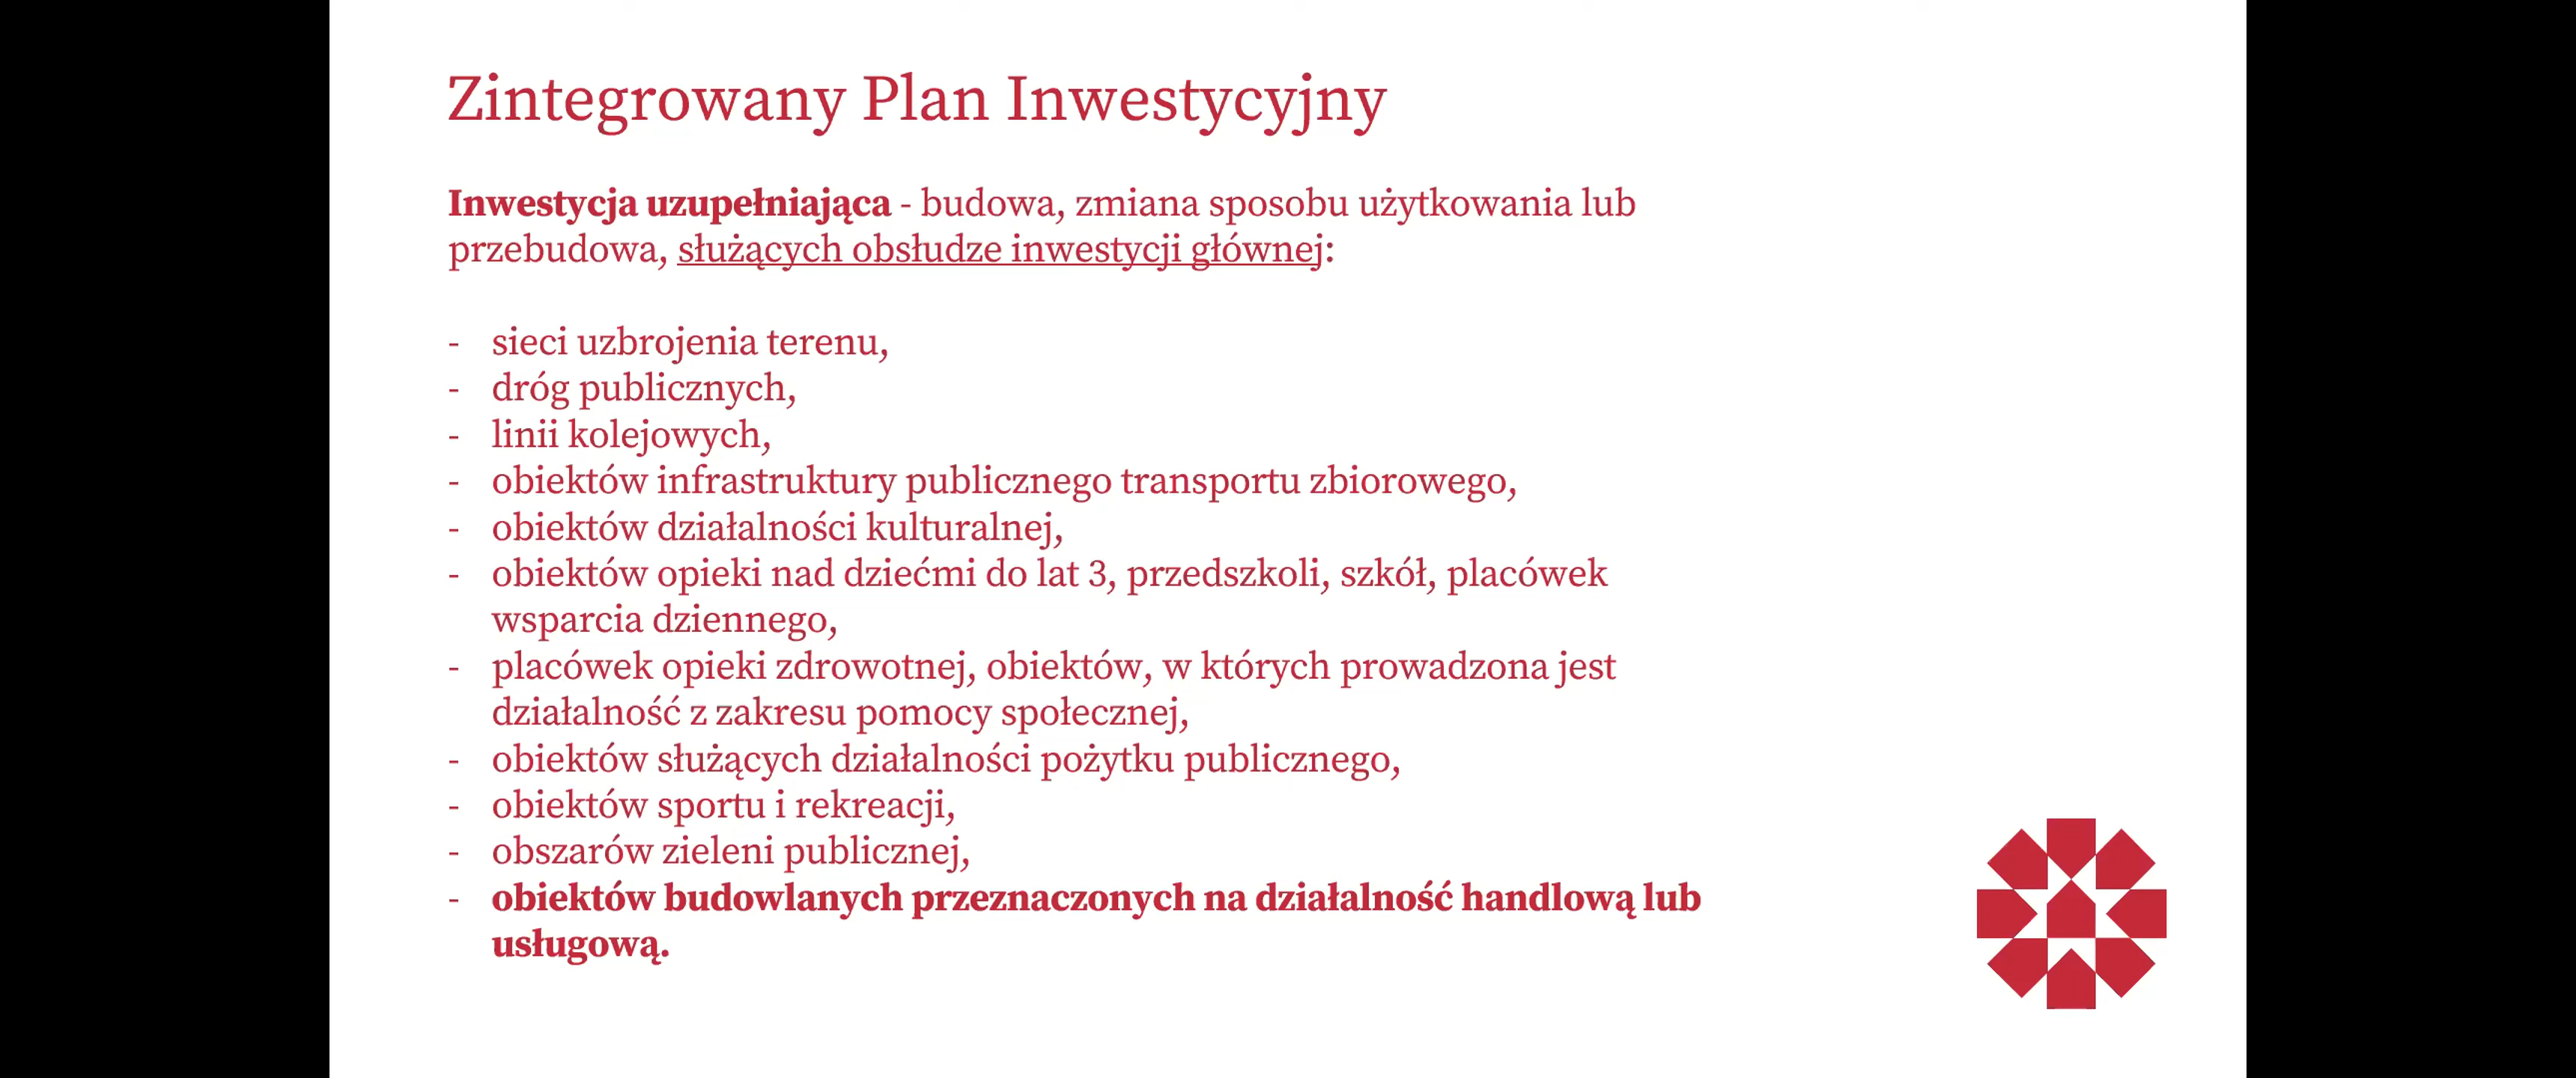 Zintegrowany Plan Inwestycyjny
Inwestycja uzupełniająca - budowa, zmiana sposobu użytkowania lub
przebudowa, służących obsłudze inwestycji głównej:
- sieci uzbrojenia terenu,
- dróg publicznych,
- linii kolejowych,
- obiektów infrastruktury publicznego transportu zbiorowego,
- obiektów działalności kulturalnej,
- obiektów opieki nad dziećmi do lat 3, przedszkoli, szkół, placówek
wsparcia dziennego,
- placówek opieki zdrowotnej, obiektów, w których prowadzona jest
działalność z zakresu pomocy społecznej,
- obiektów służących działalności pożytku publicznego,
- obiektów sportu i rekreacji,
- obszarów zieleni publicznej,
- obiektów budowlanych przeznaczonych na działalność handlową lub
usługową.